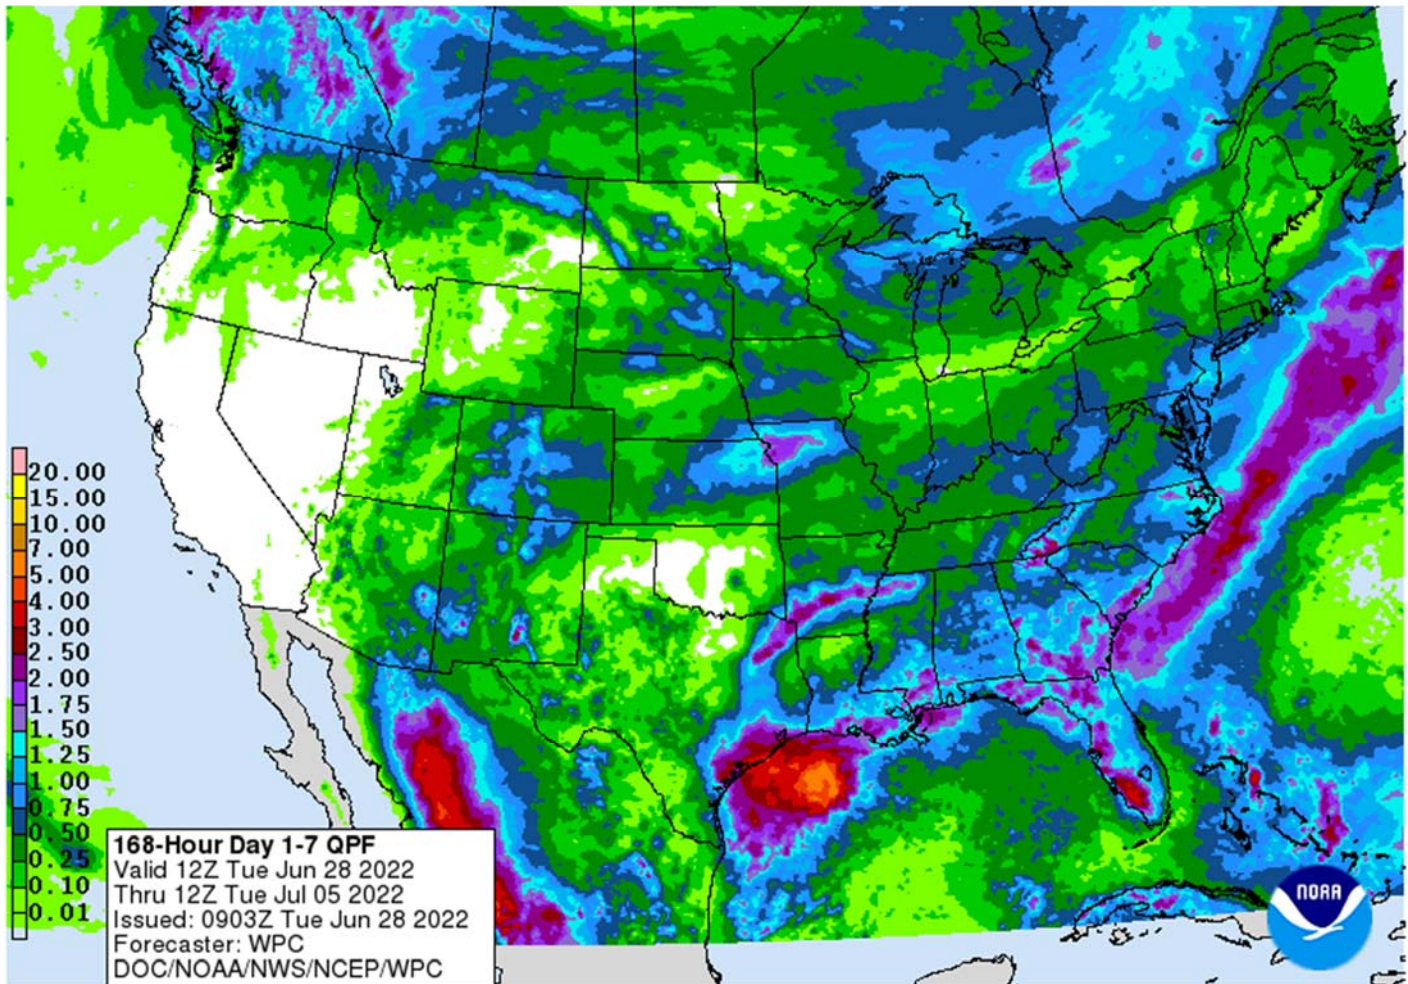 20.00
15.00
10.00
7.00
5.00
4.00
3.00
2.50
2.00
1.75
1.50
1.25
1.00
0.75
0.50
0.25
0.10
0.01
168-Hour Day 1-7 QPF
Valid 12Z Tue Jun 28 2022
Thru 12Z Tue Jul 05 2022
Issued: 0903Z Tue Jun 28 2022
Forecaster: WPC
DOC/NOAA/NWS/NCEP/WPC
NOAA